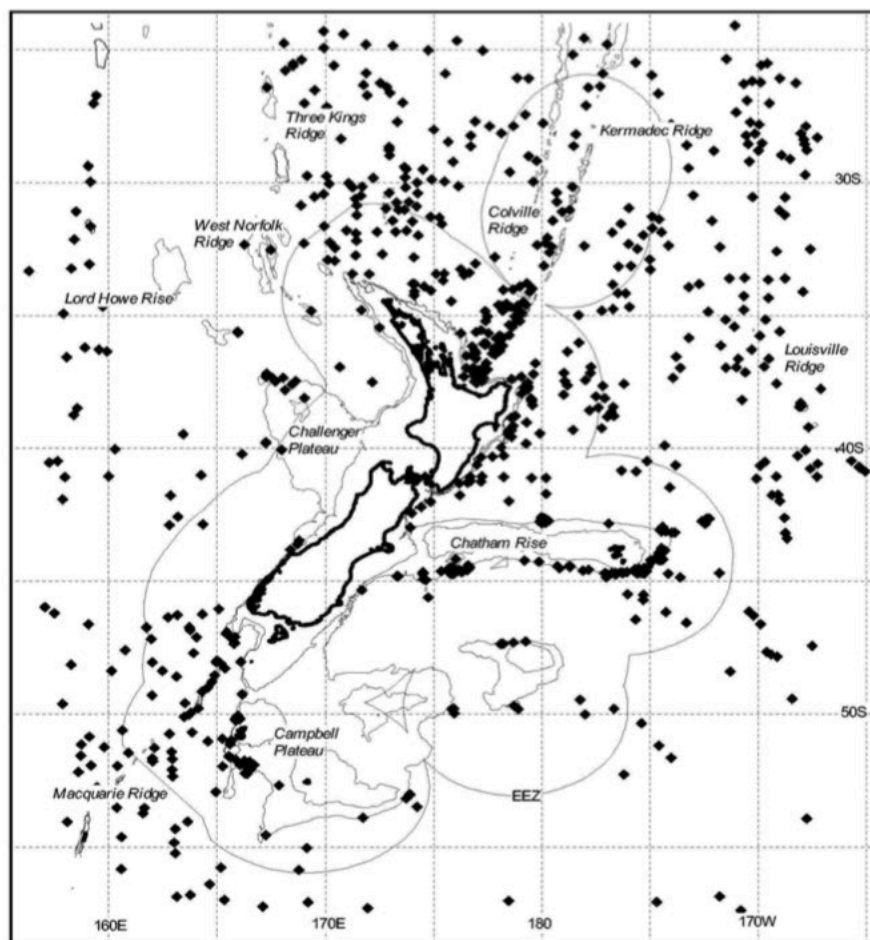 Three Kings
Ridge
Kermadec Ridge
30S
West Norfolk
Ridge
Colville
Ridge
Lord Howe Rise
Louisville
Ridge
Challenger
Plateau
40S
Chatham Rise
50S
Campbell
Plateau
Macquarie Ridge
EEZ
160E
170E
180
170W